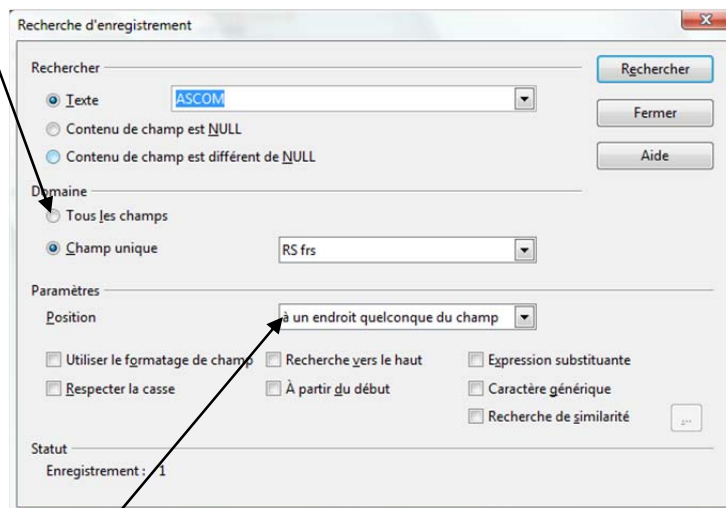 Recherche d'enregistrement
Rechercher
Rechercher
Texte ASCOM
Fermer
Contenu de champ est NULL
Contenu de champ est différent de NULL
Aide
Domaine
Tous les champs
Champ unique RS frs
Paramètres
Position à un endroit quelconque du champ
Utiliser le formatage de champ Recherche vers le haut Expression substituante
Respecter la casse À partir du début Caractère générique
Recherche de similarité ...
Statut
Enregistrement : 1